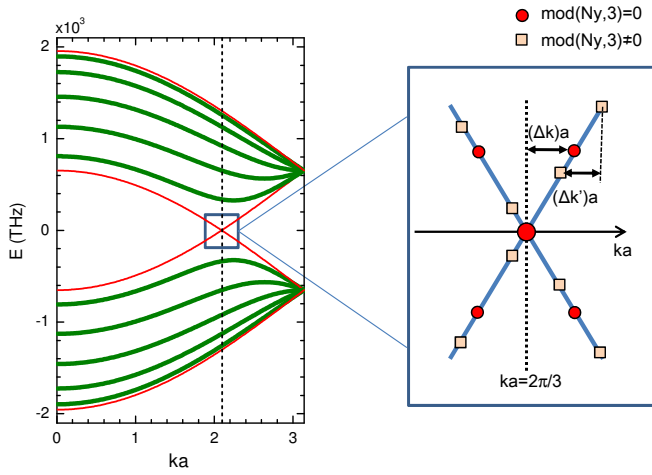 x10³
2
1
0
-1
-2
E (THz)
0
1
2
3
ka
mod(Ny,3)=0
mod(Ny,3)≠0
(Δk)a
(Δk')a
ka
ka=2π/3